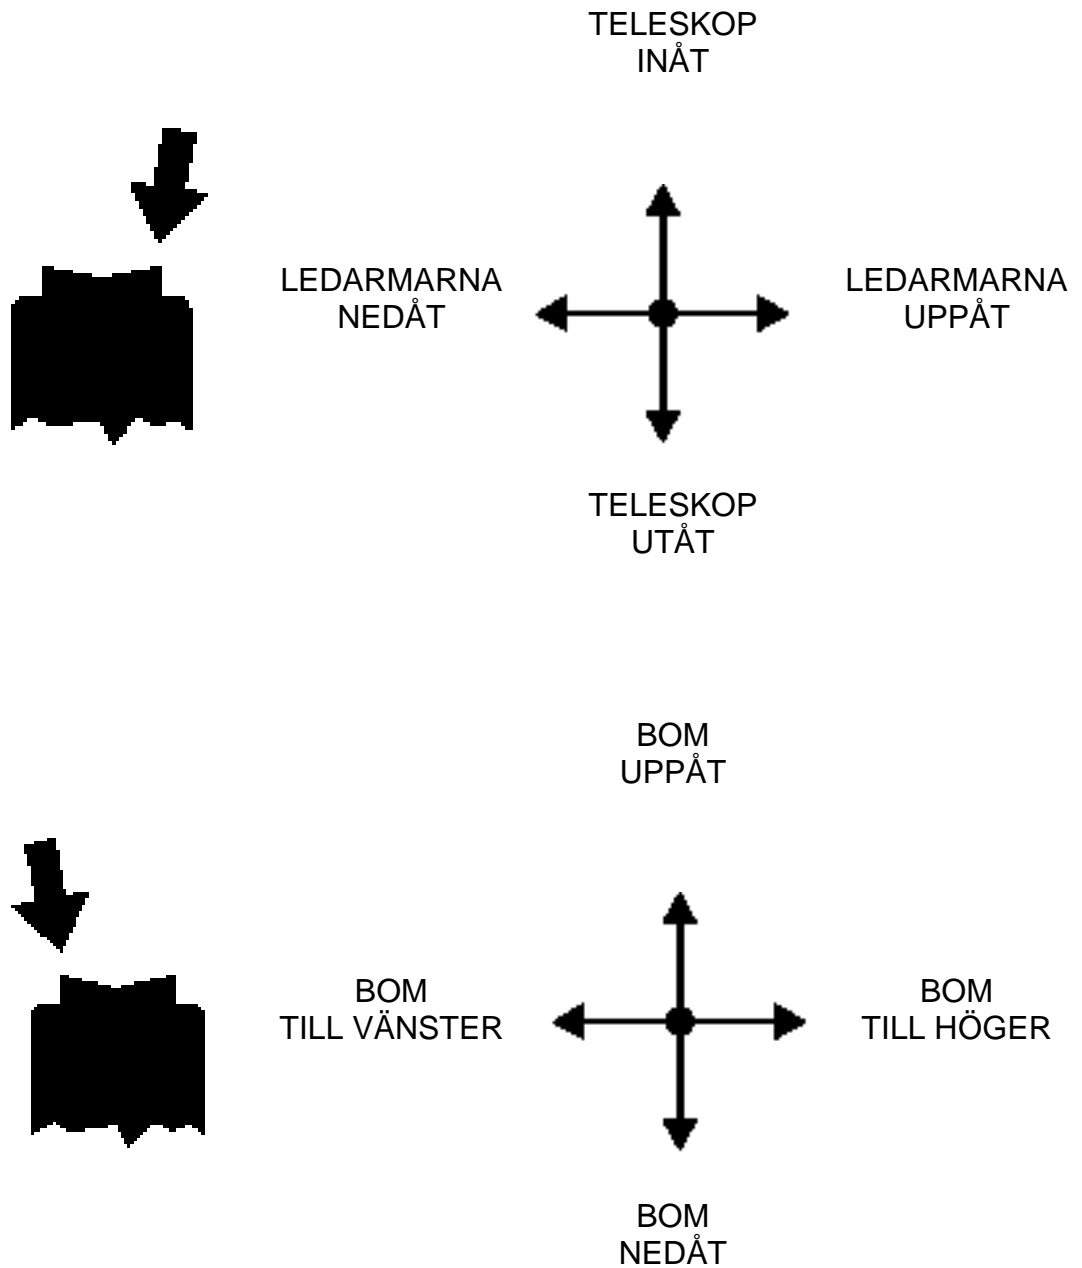 TELESKOP
INÅT
LEDARMARNA
NEDÅT
LEDARMARNA
UPPÅT
TELESKOP
UTÅT
BOM
UPPÅT
BOM
TILL VÄNSTER
BOM
TILL HÖGER
BOM
NEDÅT